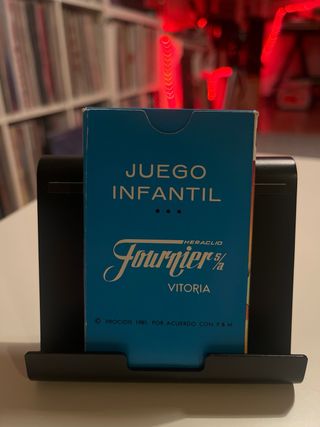 JUEGO
INFANTIL
HERACLIO
Fournier S/a
VITORIA
© PROCIDIS 1981. POR ACUERDO CON P & M